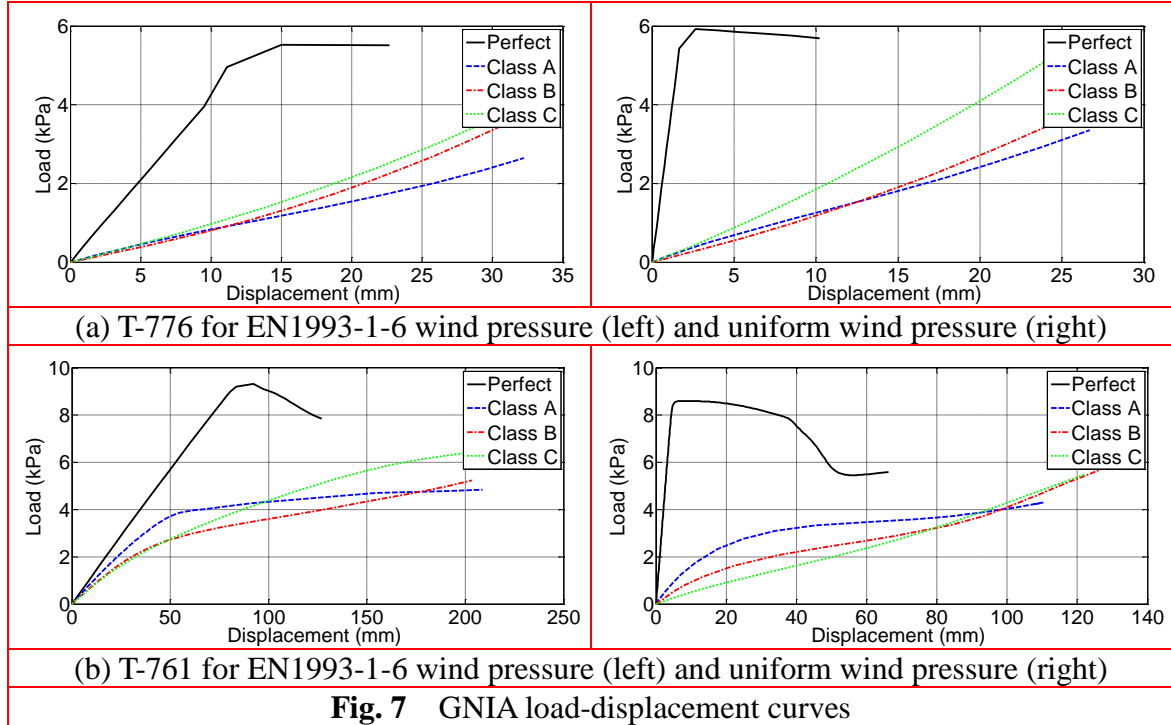 6
4
2
0
Load (kPa)
0 5 10 15 20 25 30 35
Displacement (mm)
Perfect
Class A
Class B
Class C
6
4
2
0
Load (kPa)
0 5 10 15 20 25 30
Displacement (mm)
Perfect
Class A
Class B
Class C
(a) T-776 for EN1993-1-6 wind pressure (left) and uniform wind pressure (right)
10
8
6
4
2
0
Load (kPa)
0 50 100 150 200 250
Displacement (mm)
Perfect
Class A
Class B
Class C
10
8
6
4
2
0
Load (kPa)
0 20 40 60 80 100 120 140
Displacement (mm)
Perfect
Class A
Class B
Class C
(b) T-761 for EN1993-1-6 wind pressure (left) and uniform wind pressure (right)
Fig. 7 GNIA load-displacement curves